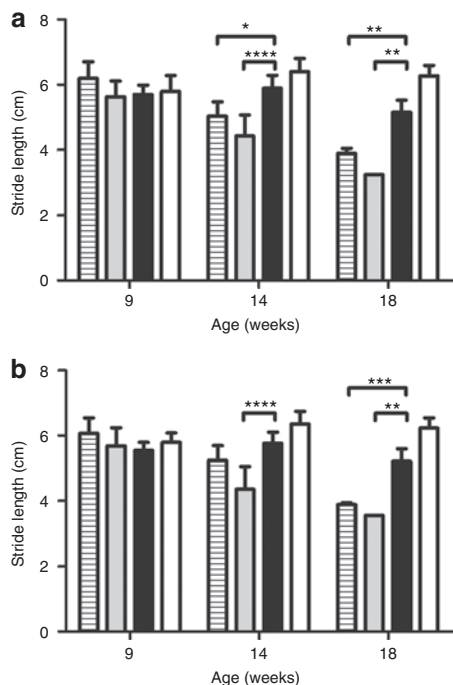 a
8
6
4
2
0
Stride length (cm)
*
****
**
**
9 14 18
Age (weeks)
b
8
6
4
2
0
Stride length (cm)
****
***
**
9 14 18
Age (weeks)